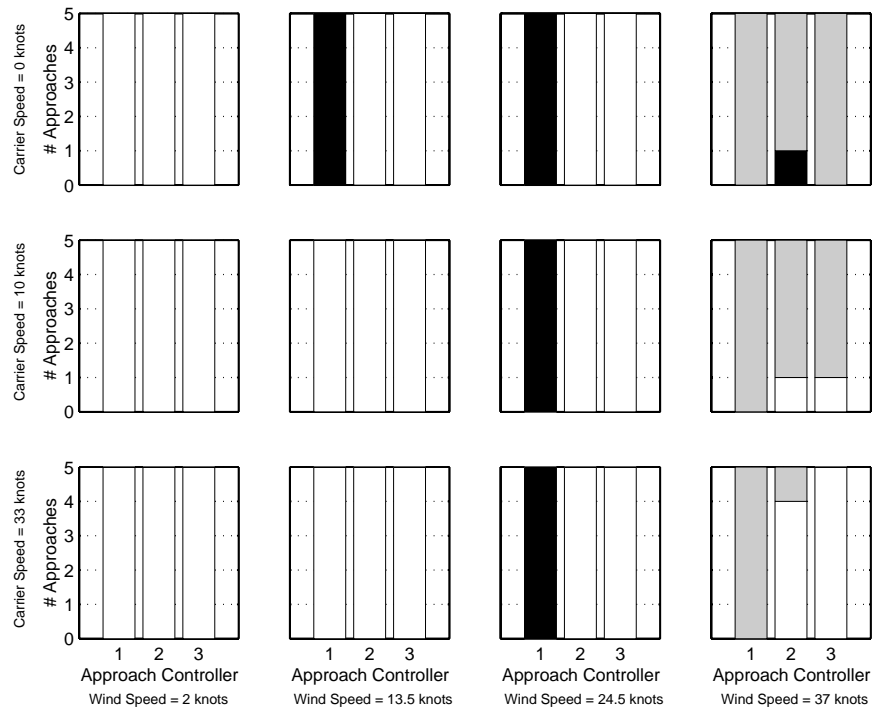 Carrier Speed = 0 knots
# Approaches
5
4
3
2
1
0
Carrier Speed = 10 knots
# Approaches
5
4
3
2
1
0
Carrier Speed = 33 knots
# Approaches
5
4
3
2
1
0
1 2 3
Approach Controller
Wind Speed = 2 knots
1 2 3
Approach Controller
Wind Speed = 13.5 knots
1 2 3
Approach Controller
Wind Speed = 24.5 knots
1 2 3
Approach Controller
Wind Speed = 37 knots